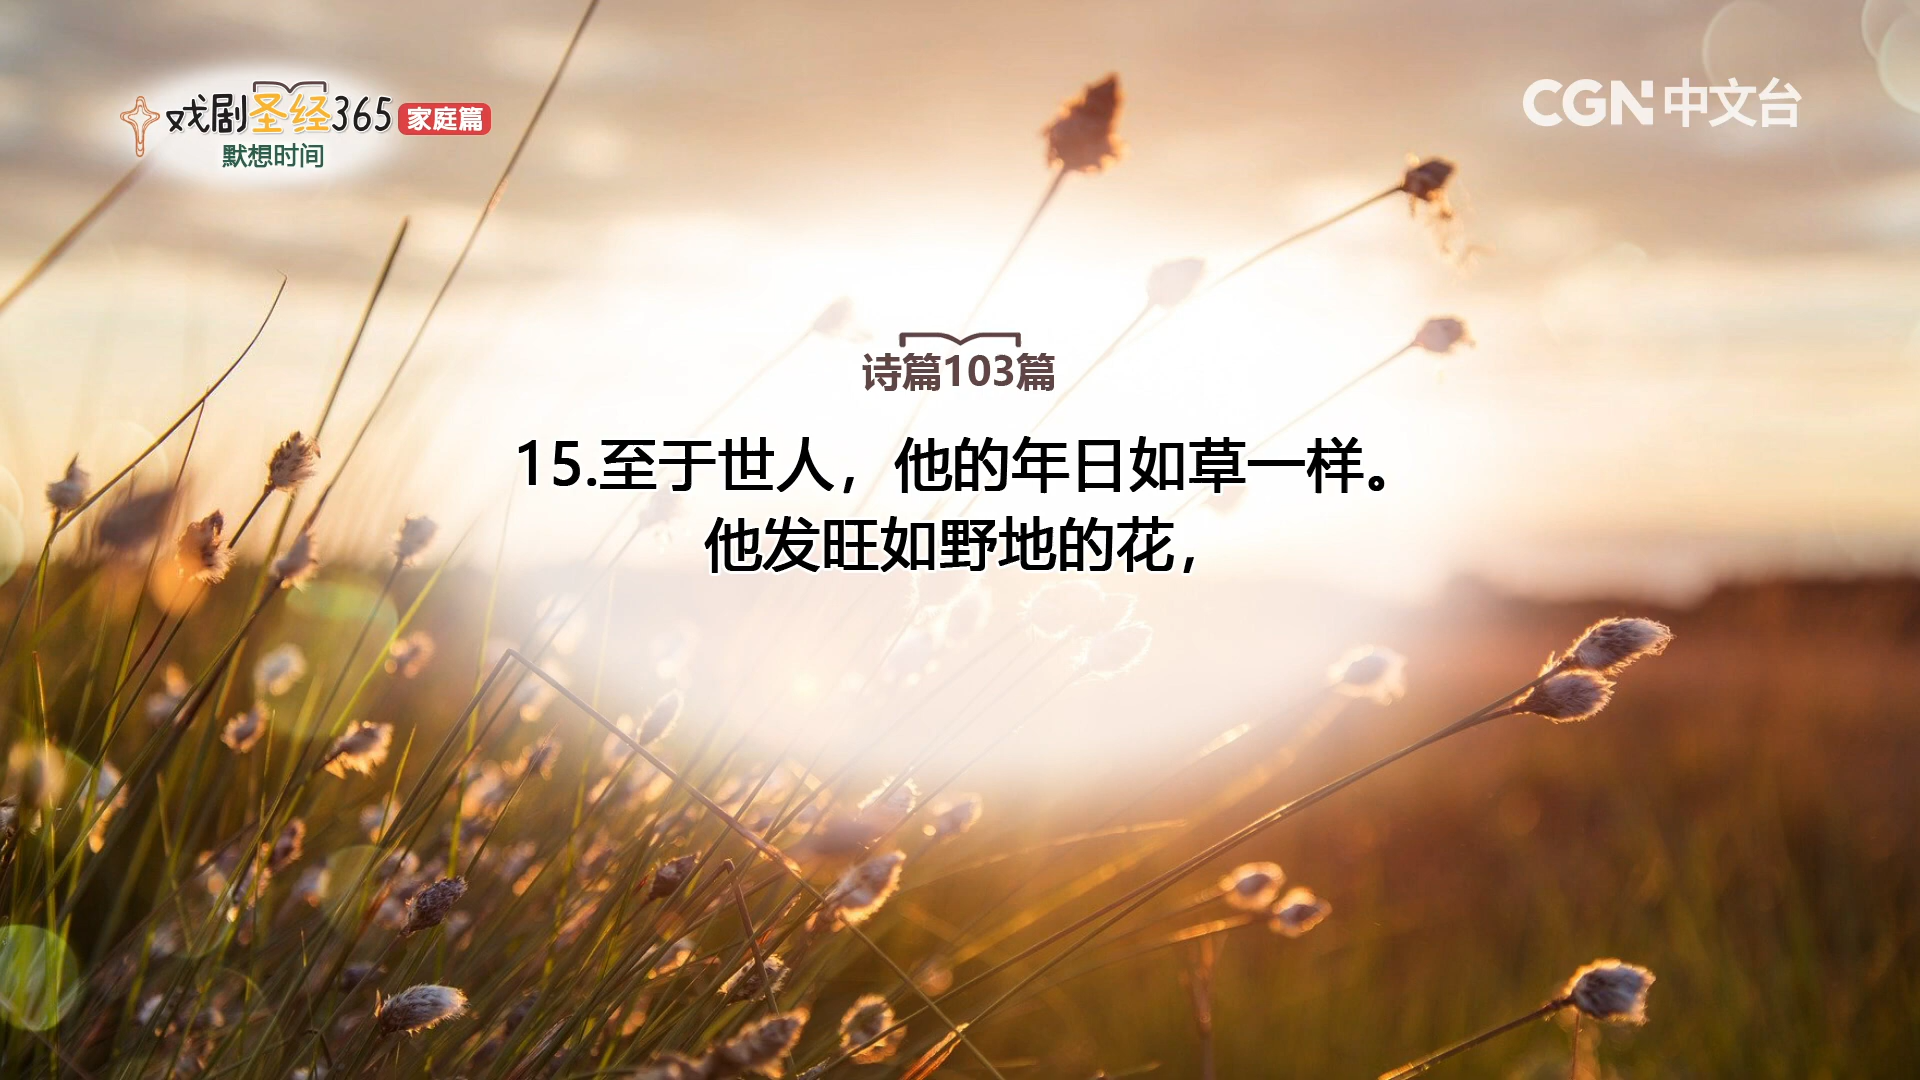 戏剧圣经365 家庭篇
默想时间
CGN中文台
诗篇103篇
15.至于世人，他的年日如草一样。
他发旺如野地的花，